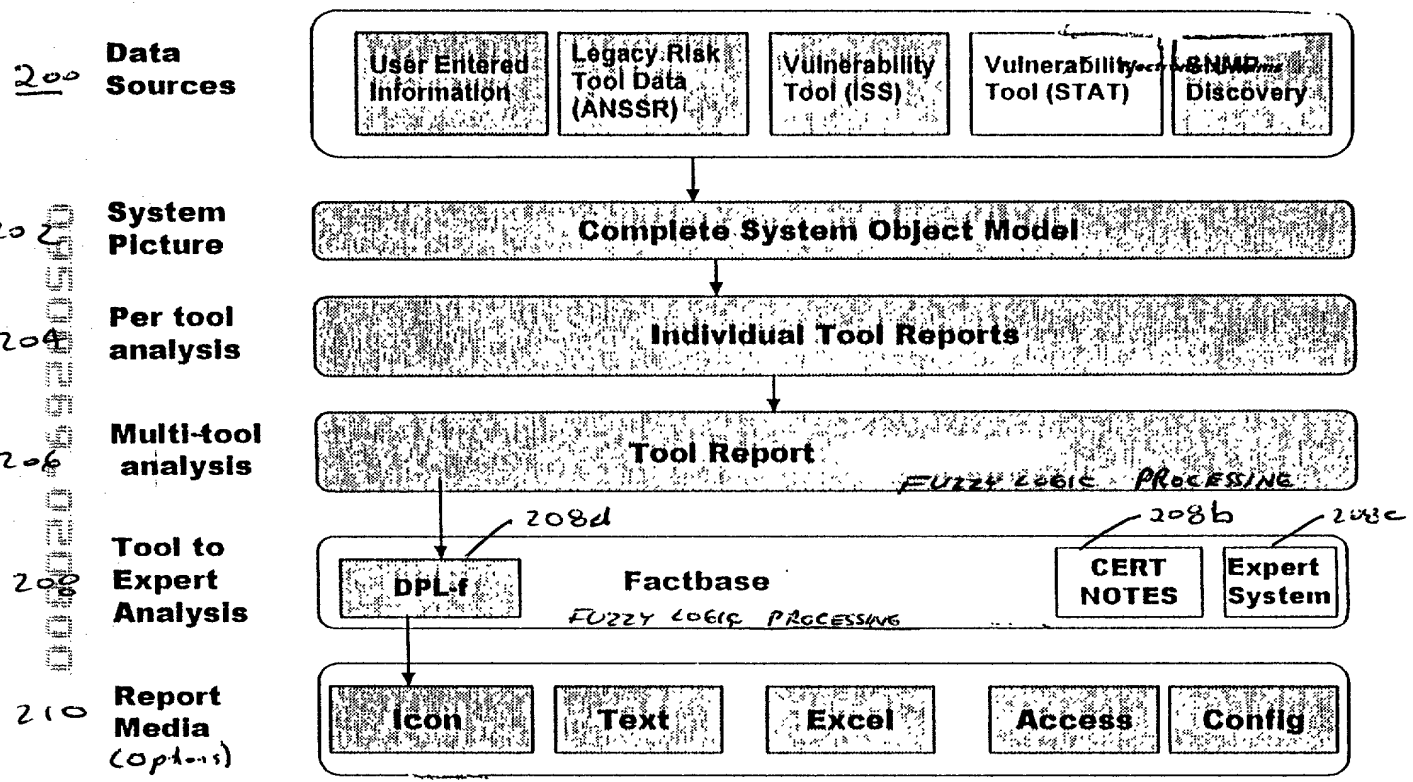 200
Data
Sources
User Entered
Information
Legacy Risk
Tool Data
(ANSSR)
Vulnerability
Tool (ISS)
Vulnerability
Tool (STAT)
SNMP
Discovery
202
System
Picture
Complete System Object Model
204
Per tool
analysis
Individual Tool Reports
206
Multi-tool
analysis
Tool Report
FUZZY LOGIC PROCESSING
208
Tool to
Expert
Analysis
208d
DPL-f
Factbase
FUZZY LOGIC PROCESSING
208b
CERT
NOTES
208c
Expert
System
210
Report
Media
(options)
Icon
Text
Excel
Access
Config